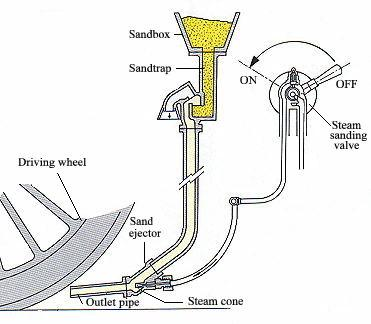 Sandbox
Sandtrap
ON
OFF
Steam
sanding
valve
Driving wheel
Sand
ejector
Outlet pipe
Steam cone